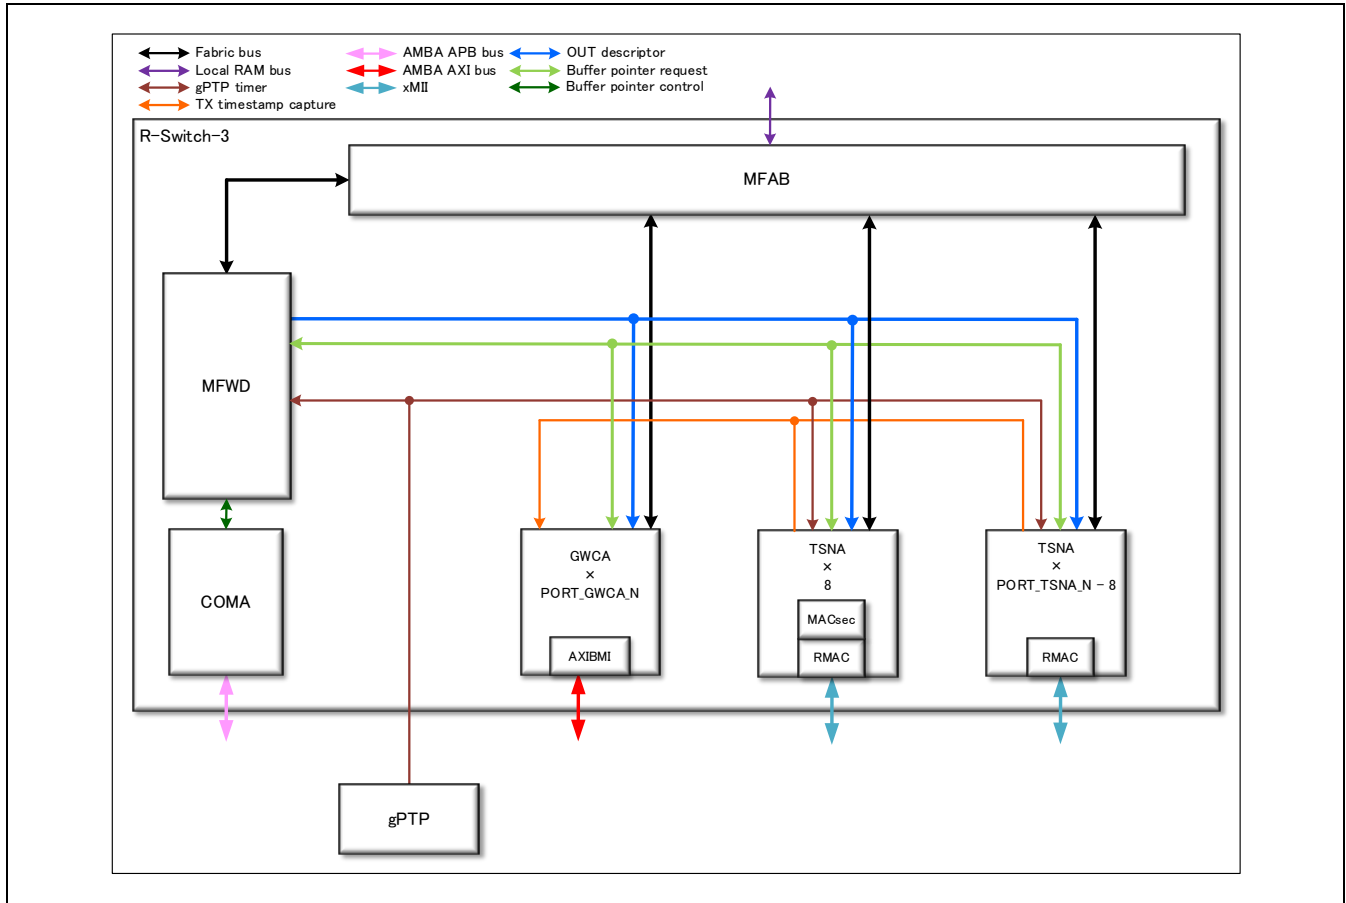 Fabric bus
Local RAM bus
gPTP timer
TX timestamp capture
AMBA APB bus
AMBA AXI bus
xMII
OUT descriptor
Buffer pointer request
Buffer pointer control
R-Switch-3
MFAB
MFWD
COMA
GWCA
×
PORT_GWCA_N
AXIBMI
TSNA
×
8
MACsec
RMAC
TSNA
×
PORT_TSNA_N - 8
RMAC
gPTP